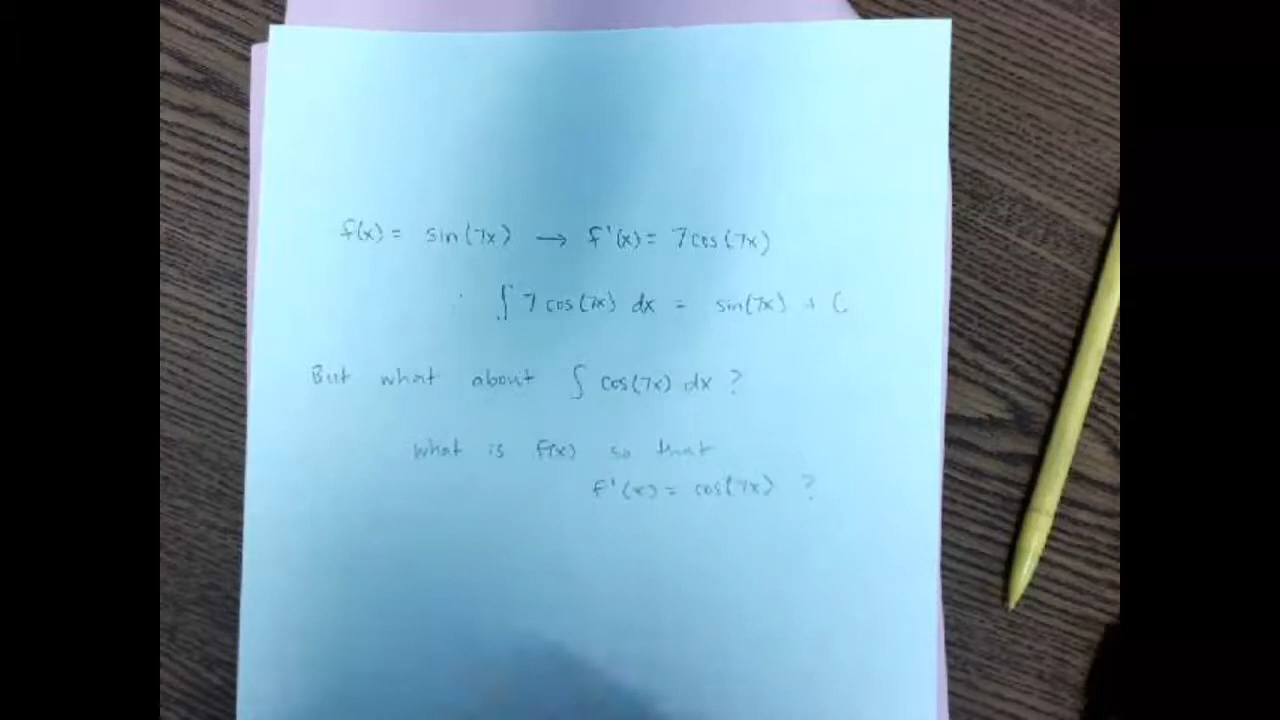 f(x) = sin(7x) → f'(x) = 7cos(7x)
∴ ∫ 7 cos(7x) dx = sin(7x) + C
But what about ∫ cos(7x) dx ?
What is f(x) so that
f'(x) = cos(7x) ?